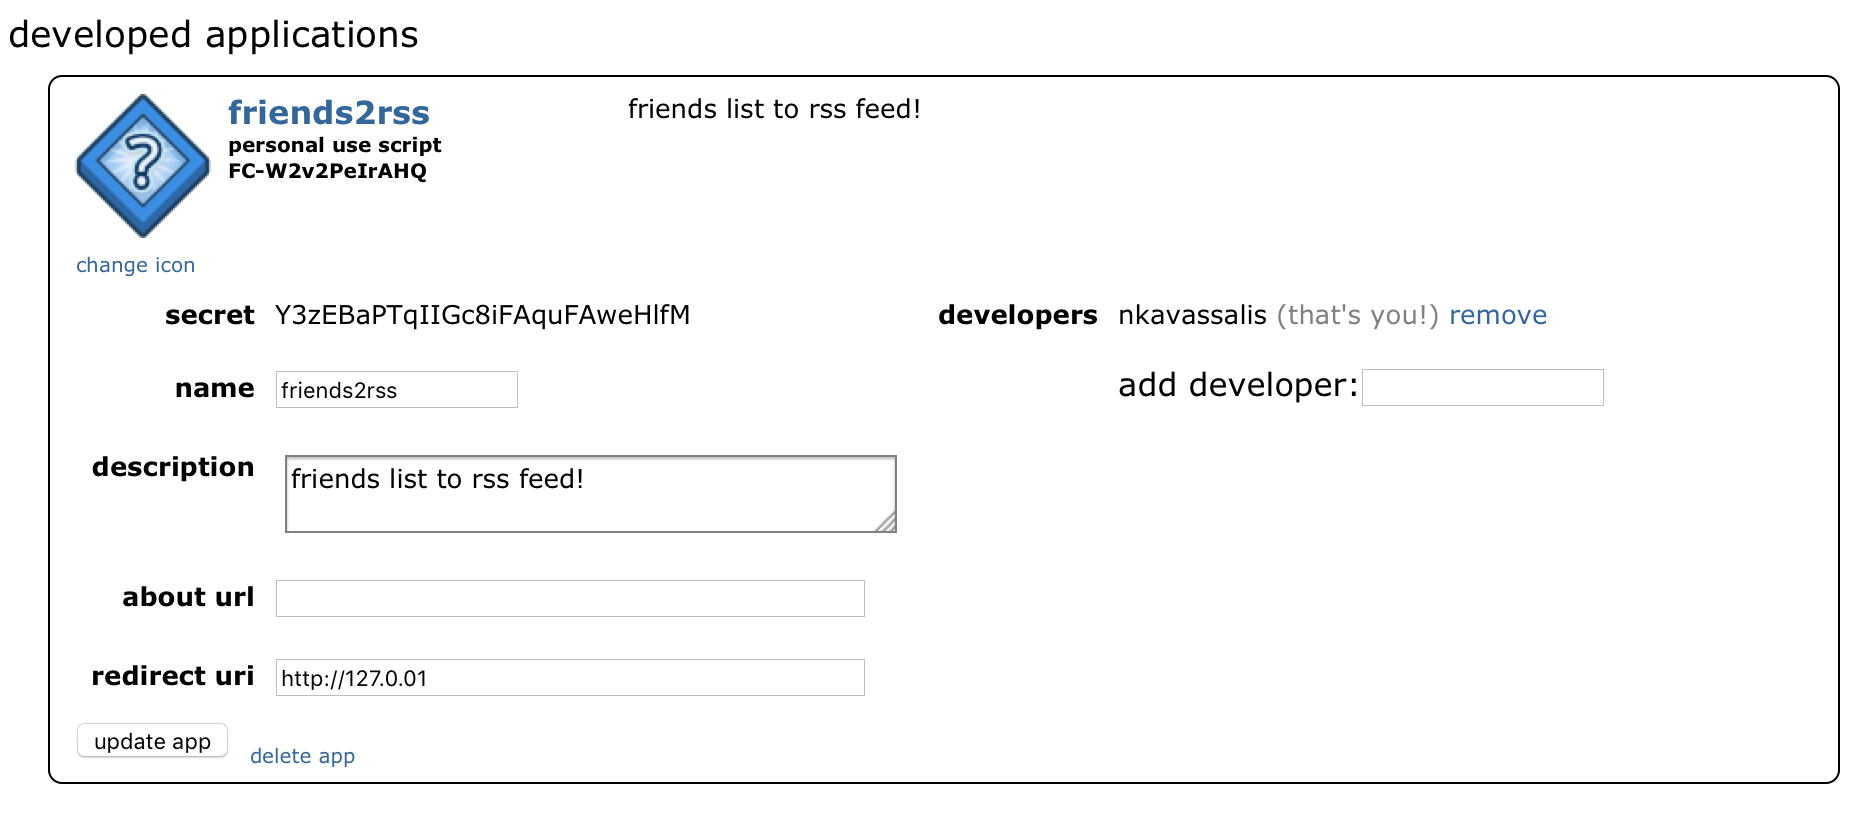 developed applications
friends2rss
friends list to rss feed!
personal use script
FC-W2v2PeIrAHQ
?
change icon
secret Y3zEBaPTqIIGc8iFAquFAweHlfM
developers nkavassalis (that's you!) remove
name friends2rss
add developer:
description friends list to rss feed!
about url
redirect uri http://127.0.01
update app
delete app